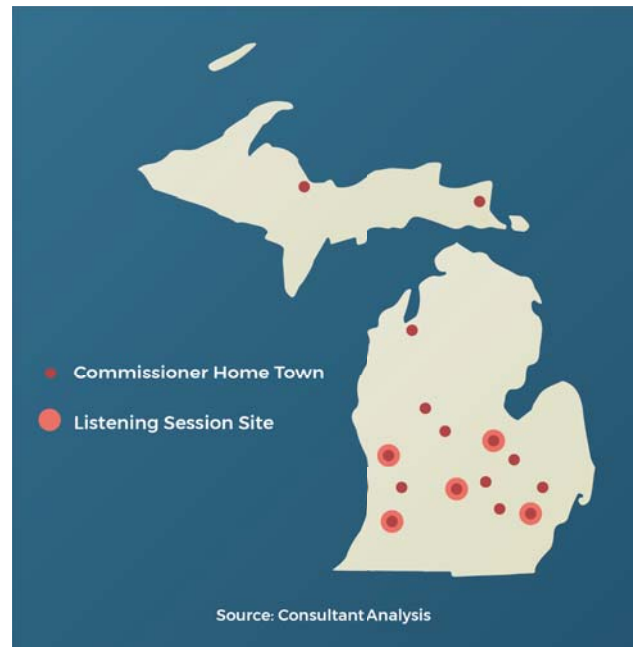 Commissioner Home Town
Listening Session Site
Source: Consultant Analysis